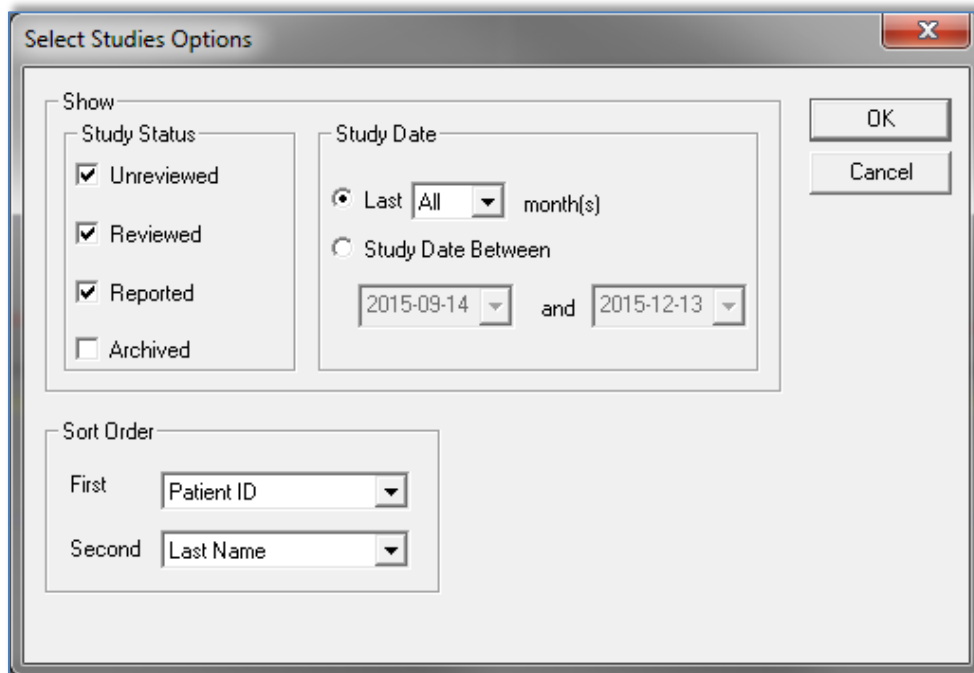 Select Studies Options
Show
Study Status
Unreviewed
Reviewed
Reported
Archived
Study Date
Last All month(s)
Study Date Between
2015-09-14 and 2015-12-13
OK
Cancel
Sort Order
First Patient ID
Second Last Name